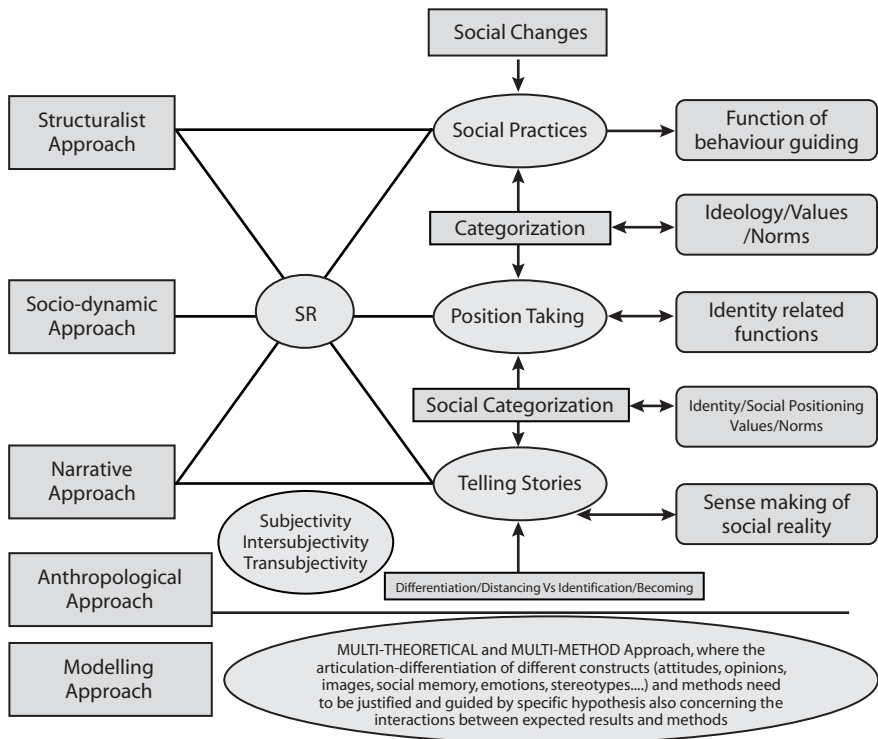 Social Changes
Structuralist
Approach
Social Practices
Function of
behaviour guiding
Categorization
Ideology/Values
/Norms
Socio-dynamic
Approach
SR
Position Taking
Identity related
functions
Social Categorization
Identity/Social Positioning
Values/Norms
Narrative
Approach
Telling Stories
Sense making of
social reality
Subjectivity
Intersubjectivity
Transubjectivity
Anthropological
Approach
Differentiation/Distancing Vs Identification/Becoming
Modelling
Approach
MULTI-THEORETICAL and MULTI-METHOD Approach, where the
articulation-differentiation of different constructs (attitudes, opinions,
images, social memory, emotions, stereotypes....) and methods need
to be justified and guided by specific hypothesis also concerning the
interactions between expected results and methods